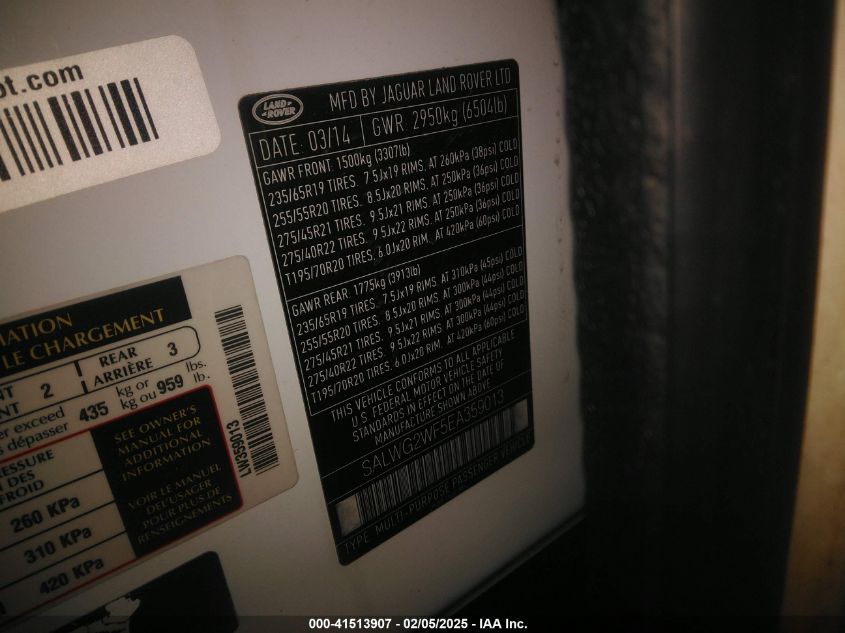 ot.com
LAND-
ROVER
MFD BY JAGUAR LAND ROVER LTD
DATE: 03/14 GWR 2950kg (6504lb)
GAWR FRONT: 1500kg (3307lb)
235/65R19 TIRES. 7.5Jx19 RIMS, AT 260kPa (38psi) COLD
255/55R20 TIRES. 8.5Jx20 RIMS, AT 250kPa (36psi) COLD
275/45R21 TIRES. 9.5Jx21 RIMS, AT 250kPa (36psi) COLD
275/40R22 TIRES. 9.5Jx22 RIMS, AT 250kPa (36psi) COLD
T195/70R20 TIRES. 6.0Jx20 RIM, AT 420kPa (60psi) COLD
GAWR REAR: 1775kg (3913lb)
235/65R19 TIRES. 7.5Jx19 RIMS, AT 310kPa (45psi) COLD
255/55R20 TIRES. 8.5Jx20 RIMS, AT 300kPa (44psi) COLD
275/45R21 TIRES. 9.5Jx21 RIMS, AT 300kPa (44psi) COLD
275/40R22 TIRES. 9.5Jx22 RIMS, AT 300kPa (44psi) COLD
T195/70R20 TIRES. 6.0Jx20 RIM, AT 420kPa (60psi) COLD
THIS VEHICLE CONFORMS TO ALL APPLICABLE
U.S. FEDERAL MOTOR VEHICLE SAFETY
STANDARDS IN EFFECT ON THE DATE OF
MANUFACTURE SHOWN ABOVE.
SALWG2WF5EA359013
TYPE: MULTI-PURPOSE PASSENGER VEHICLE
MATION
LE CHARGEMENT
NT 2 REAR 3
NT ARRIÈRE
er exceed 435 kg or 959 lbs.
s dépasser kg ou lb.
RESSURE
N DES
FROID
260 KPa
310 KPa
420 KPa
SEE OWNER'S
MANUAL FOR
ADDITIONAL
INFORMATION
VOIR LE MANUEL
DE L'USAGER
POUR PLUS DE
RENSEIGNEMENTS
LW359013
000-41513907 - 02/05/2025 - IAA Inc.